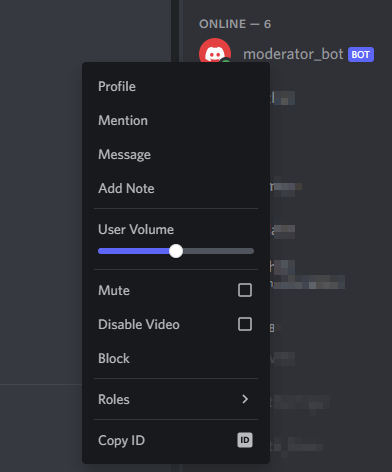 ONLINE — 6
moderator_bot BOT
Profile
Mention
Message
Add Note
User Volume
Mute
Disable Video
Block
Roles
Copy ID ID